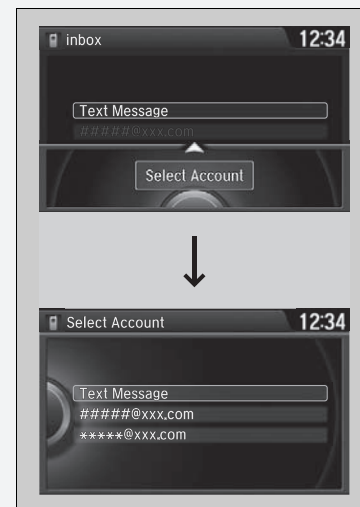 inbox 12:34
Text Message
#####@xxx.com
Select Account
Select Account 12:34
Text Message
#####@xxx.com
*****@xxx.com